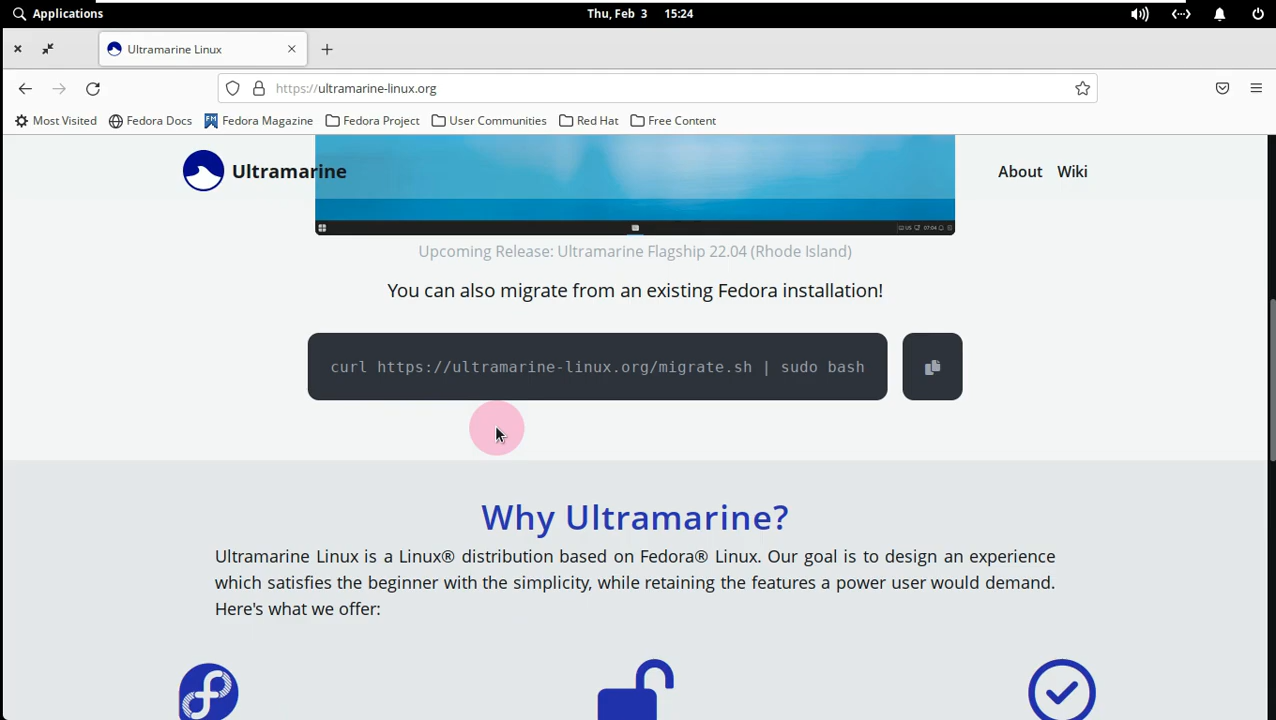 Applications
Thu, Feb 3 15:24
Ultramarine Linux
https://ultramarine-linux.org
Most Visited
Fedora Docs
Fedora Magazine
Fedora Project
User Communities
Red Hat
Free Content
Ultramarine
About
Wiki
Upcoming Release: Ultramarine Flagship 22.04 (Rhode Island)
You can also migrate from an existing Fedora installation!
curl https://ultramarine-linux.org/migrate.sh | sudo bash
Why Ultramarine?
Ultramarine Linux is a Linux® distribution based on Fedora® Linux. Our goal is to design an experience
which satisfies the beginner with the simplicity, while retaining the features a power user would demand.
Here's what we offer: